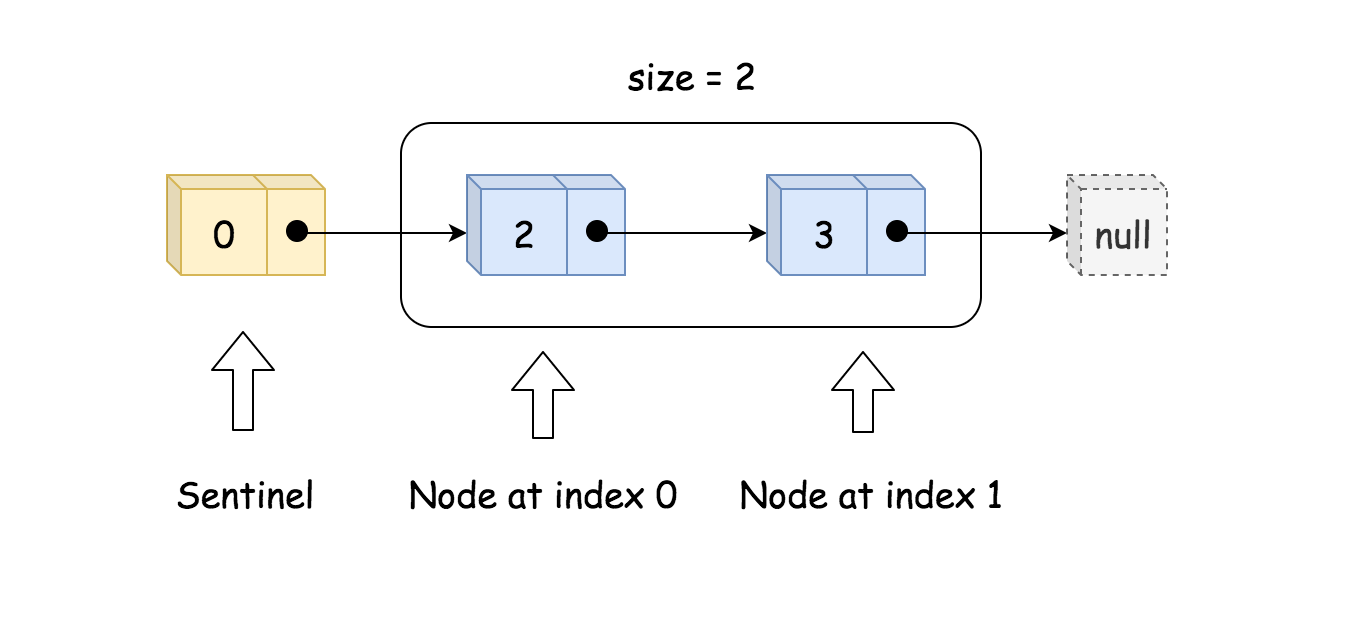 size = 2
0
2
3
null
Sentinel
Node at index 0
Node at index 1